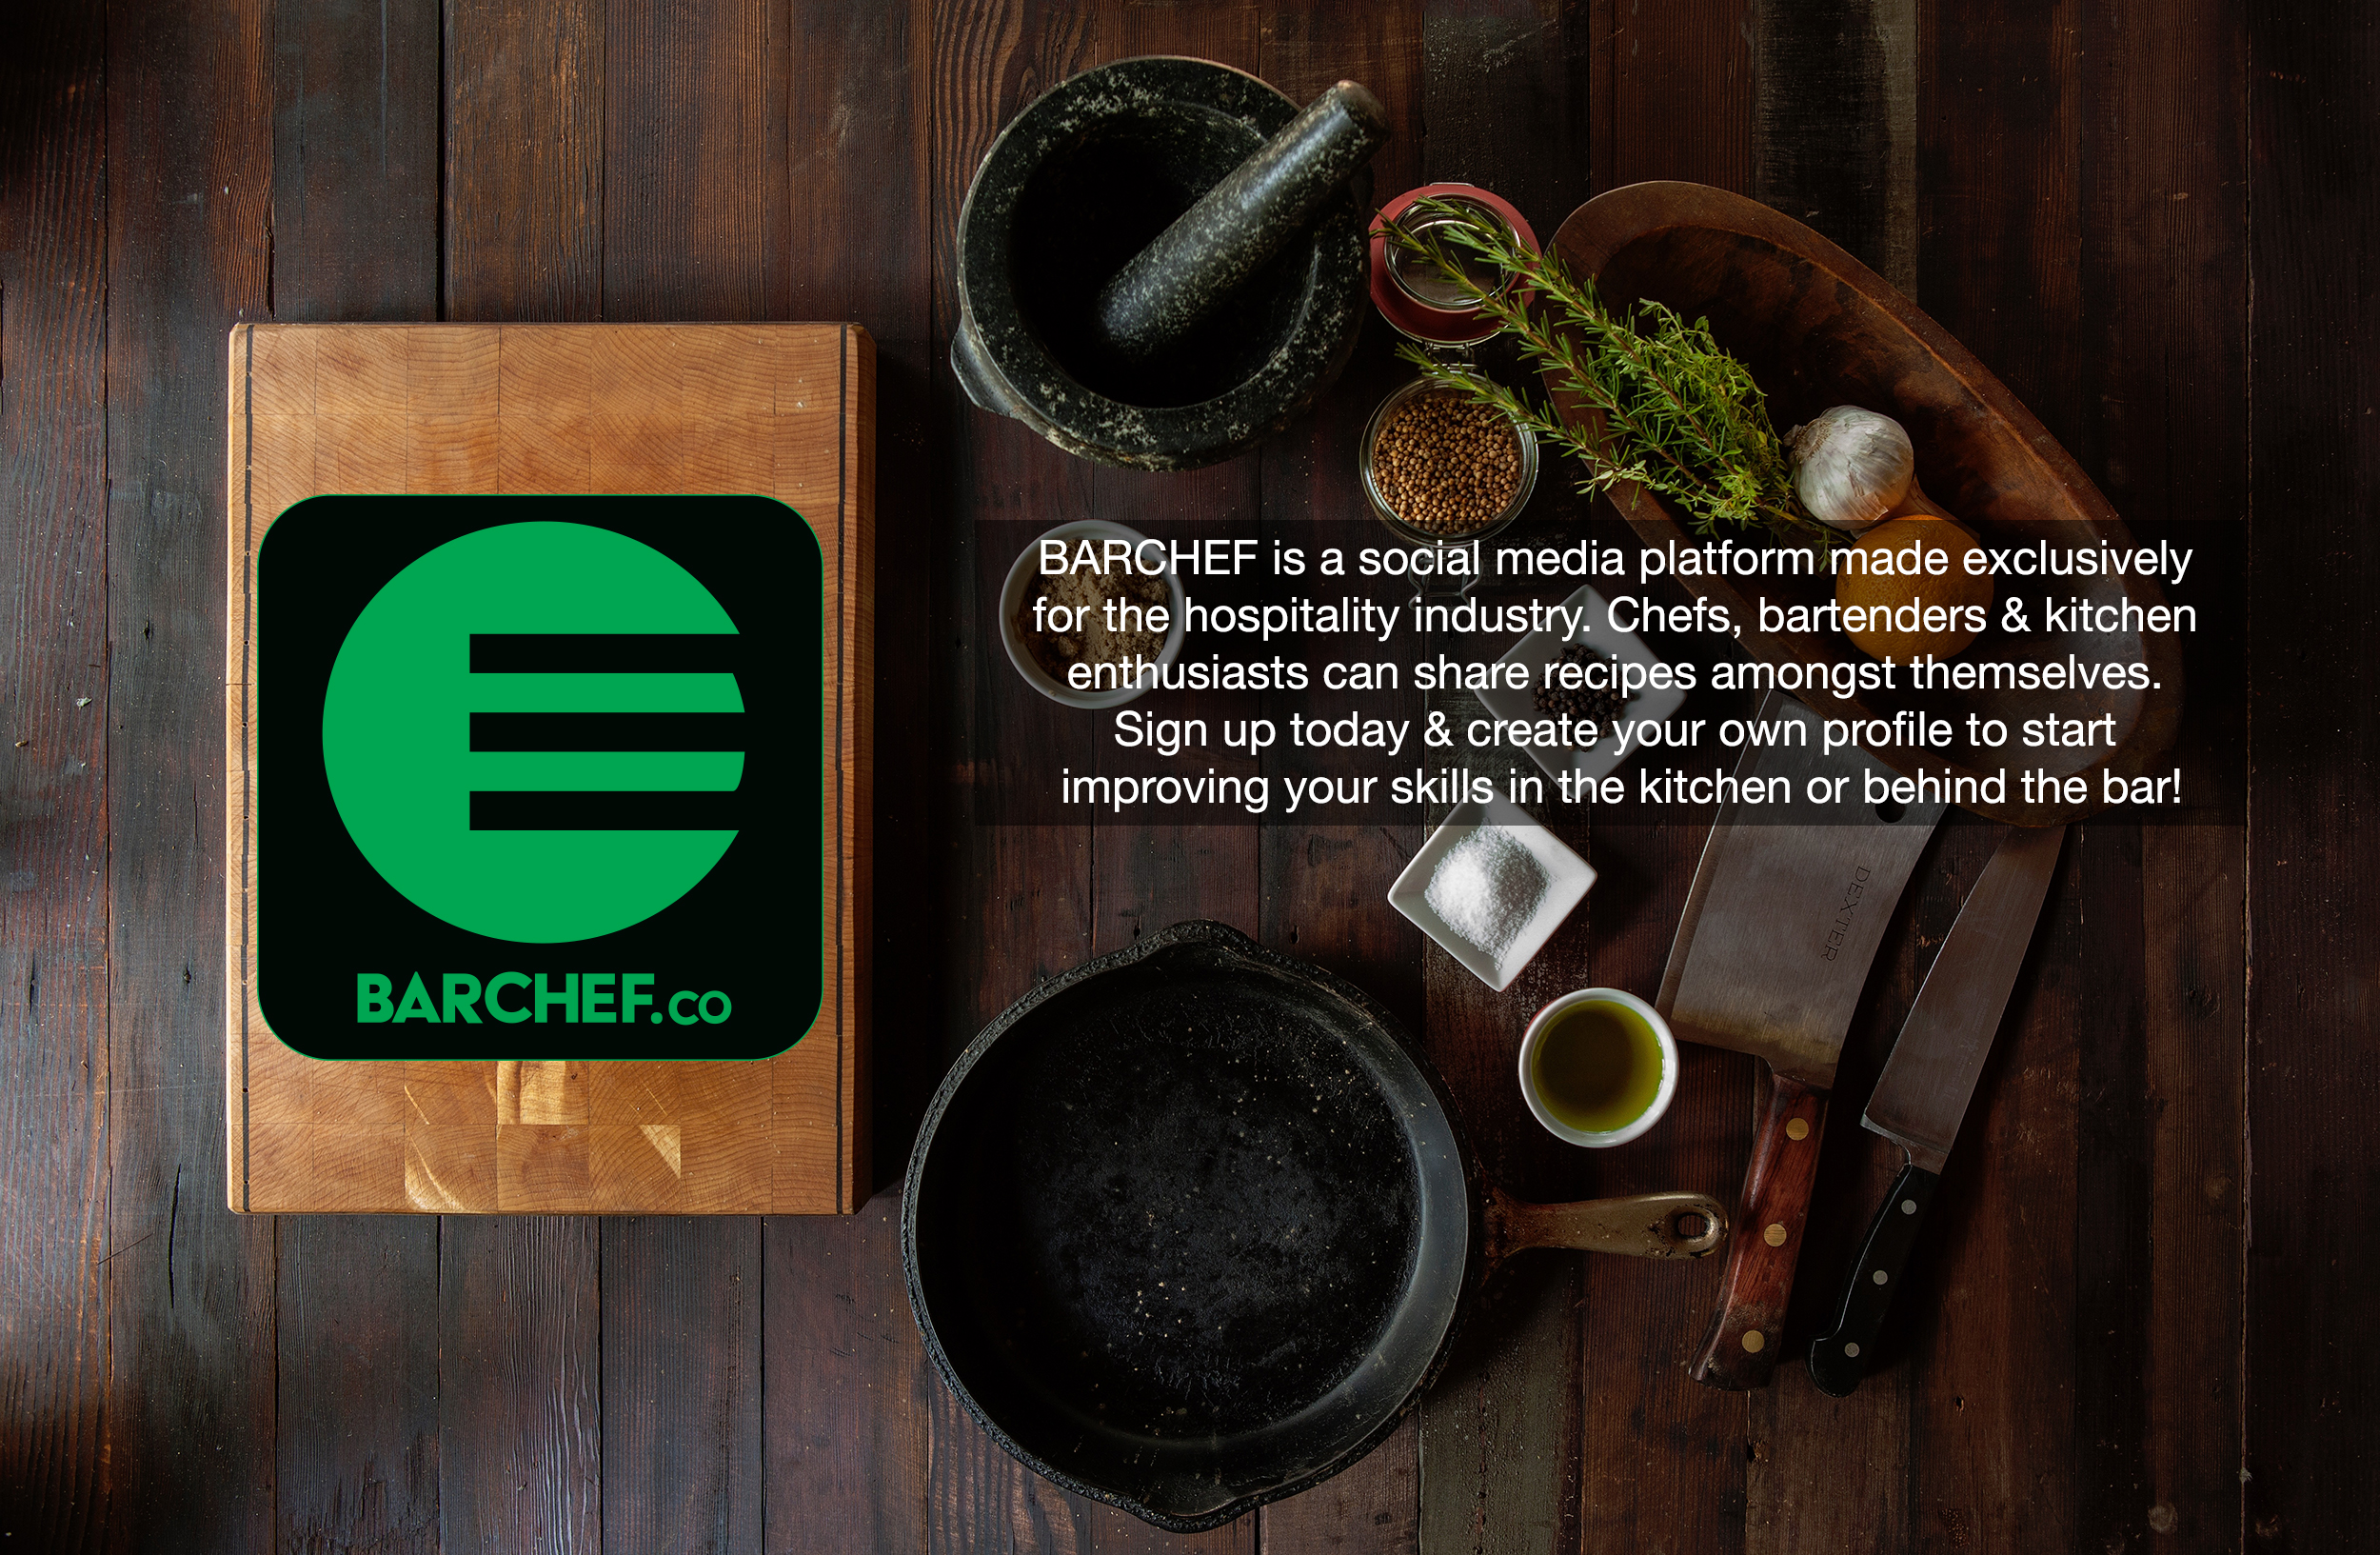 BARCHEF.co
BARCHEF is a social media platform made exclusively
for the hospitality industry. Chefs, bartenders & kitchen
enthusiasts can share recipes amongst themselves.
Sign up today & create your own profile to start
improving your skills in the kitchen or behind the bar!
DEXTER